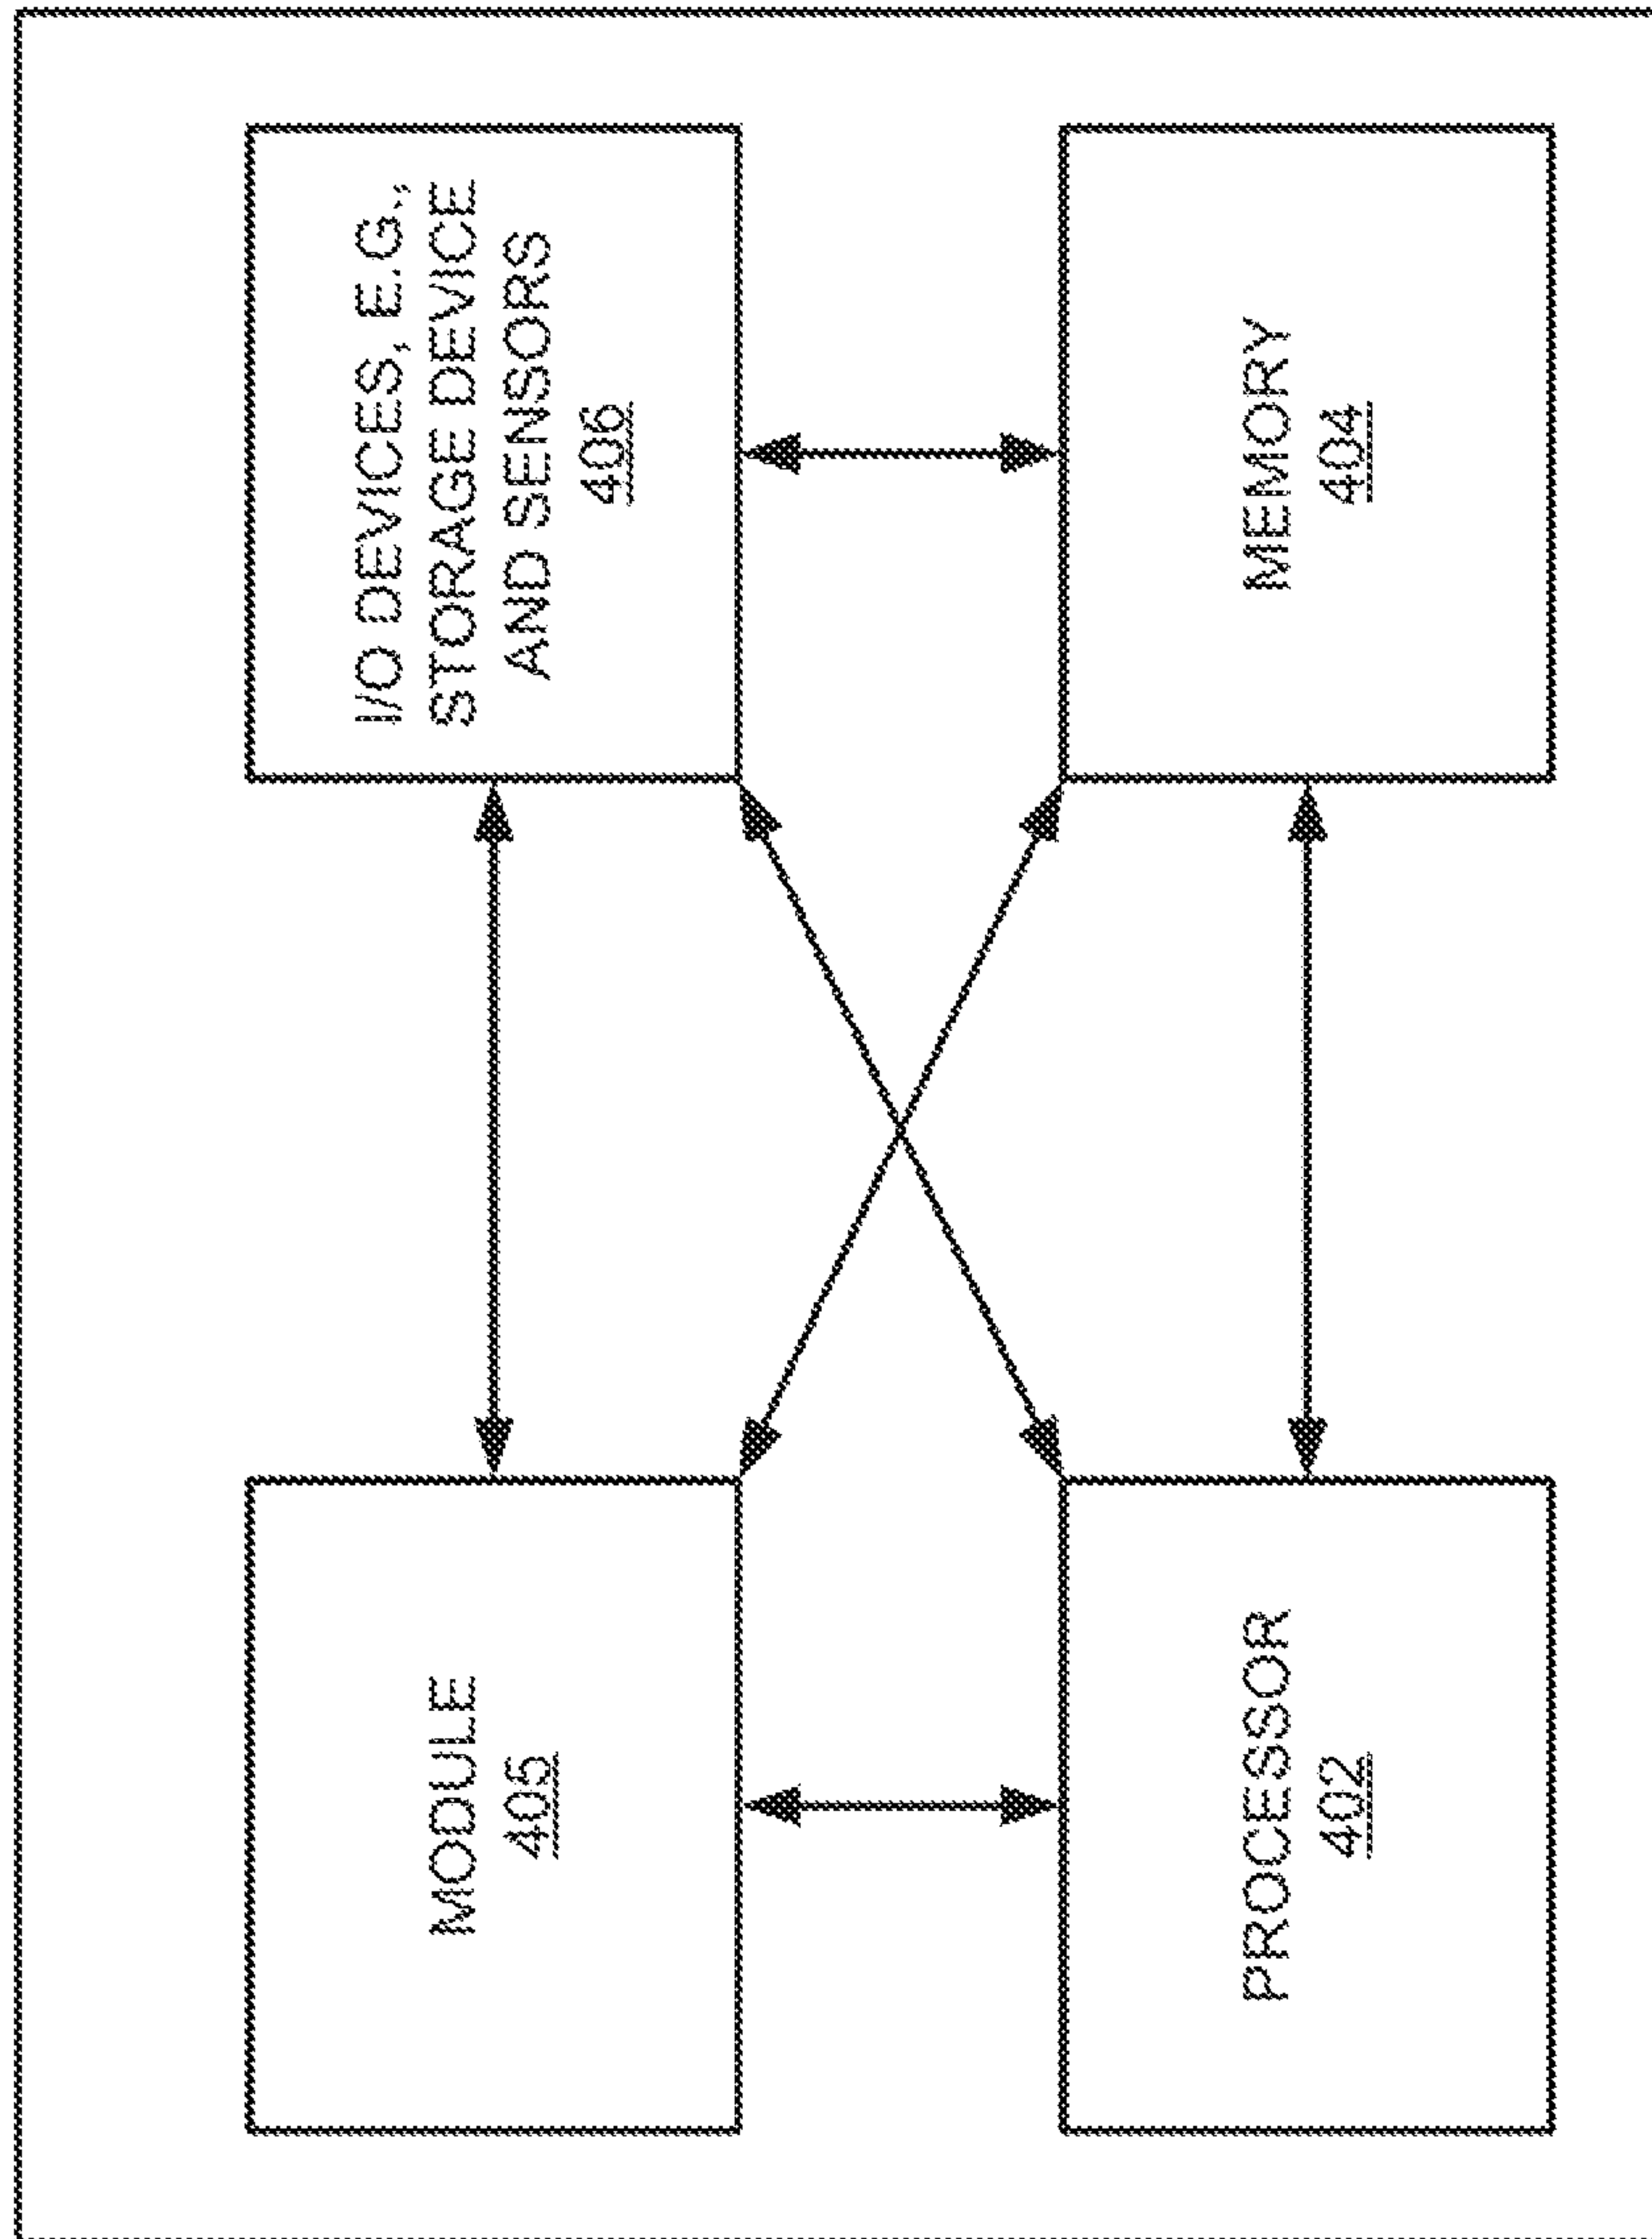 MODULE
405
I/O DEVICES, E.G.,
STORAGE DEVICE
AND SENSORS
406
PROCESSOR
402
MEMORY
404